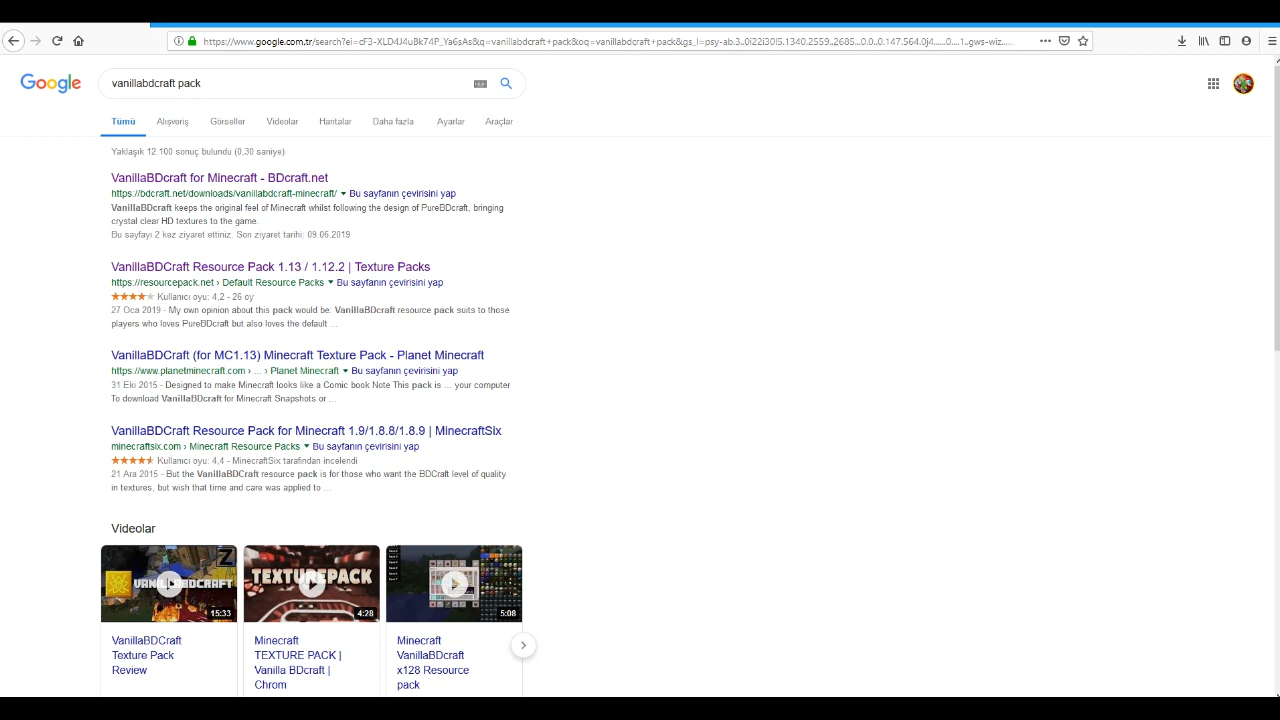 https://www.google.com.tr/search?ei=cF3-XLD4J4uBk74P_Ya6sAs&q=vanillabdcraft+pack&oq=vanillabdcraft+pack&gs_l=psy-ab.3..0i22i30l5.1340.2559..2685...0.0..0.147.564.0j4......0....1..gws-wiz.…
Google
vanillabdcraft pack
Tümü Alışveriş Görseller Videolar Haritalar Daha fazla Ayarlar Araçlar
Yaklaşık 12.100 sonuç bulundu (0,30 saniye)
VanillaBDcraft for Minecraft - BDcraft.net
https://bdcraft.net/downloads/vanillabdcraft-minecraft/ Bu sayfanın çevirisini yap
VanillaBDcraft keeps the original feel of Minecraft whilst following the design of PureBDcraft, bringing
crystal clear HD textures to the game.
Bu sayfayı 2 kez ziyaret ettiniz. Son ziyaret tarihi: 09.06.2019
VanillaBDCraft Resource Pack 1.13 / 1.12.2 | Texture Packs
https://resourcepack.net › Default Resource Packs Bu sayfanın çevirisini yap
Kullanıcı oyu: 4,2 - 26 oy
27 Oca 2019 - My own opinion about this pack would be: VanillaBDCraft resource pack suits to those
players who loves PureBDcraft but also loves the default ...
VanillaBDCraft (for MC1.13) Minecraft Texture Pack - Planet Minecraft
https://www.planetminecraft.com › ... › Planet Minecraft Bu sayfanın çevirisini yap
31 Eki 2015 - Designed to make Minecraft looks like a Comic book Note This pack is ... your computer
To download VanillaBDcraft for Minecraft Snapshots or ...
VanillaBDCraft Resource Pack for Minecraft 1.9/1.8.8/1.8.9 | MinecraftSix
minecraftsix.com › Minecraft Resource Packs Bu sayfanın çevirisini yap
Kullanıcı oyu: 4,4 - MinecraftSix tarafından incelendi
21 Ara 2015 - But the VanillaBDCraft resource pack is for those who want the BDCraft level of quality
in textures, but wish that time and care was applied to ...
Videolar
Z
VANILLABDCRAFT
15:33
TEXTUREPACK
4:28
5:08
VanillaBDCraft
Texture Pack
Review
Minecraft
TEXTURE PACK |
Vanilla BDcraft |
Chrom
Minecraft
VanillaBDcraft
x128 Resource
pack